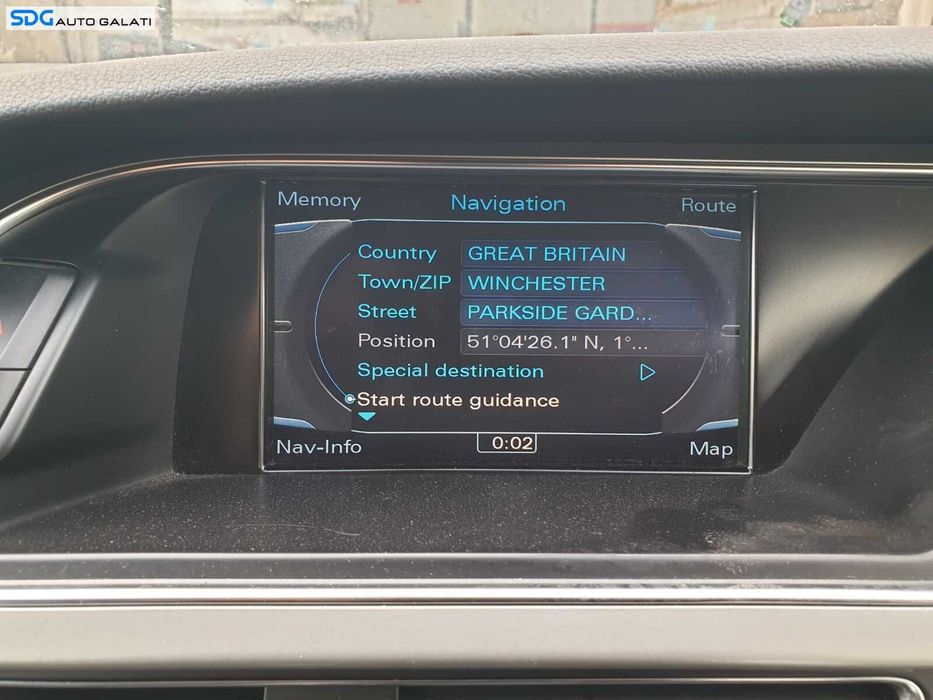 SDG AUTO GALATI
Memory Navigation Route
Country GREAT BRITAIN
Town/ZIP WINCHESTER
Street PARKSIDE GARD...
Position 51°04'26.1" N, 1°...
Special destination
Start route guidance
Nav-Info 0:02 Map